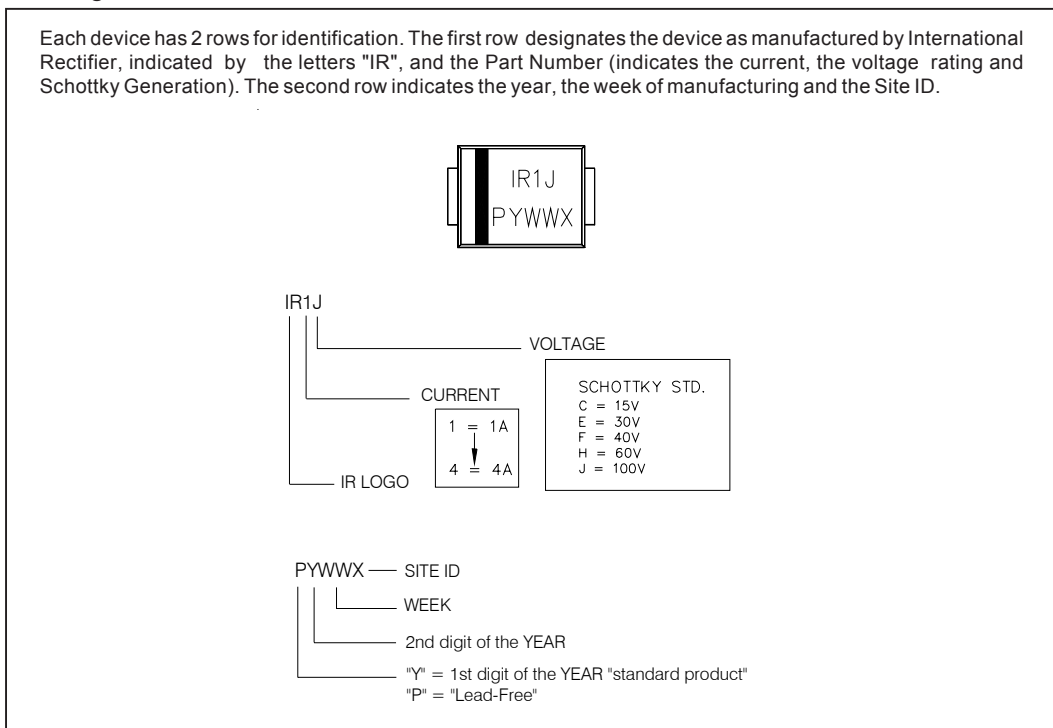 Each device has 2 rows for identification. The first row designates the device as manufactured by International
Rectifier, indicated by the letters "IR", and the Part Number (indicates the current, the voltage rating and
Schottky Generation). The second row indicates the year, the week of manufacturing and the Site ID.
IR1J
PYWWX
IR1J
VOLTAGE
SCHOTTKY STD.
C = 15V
E = 30V
F = 40V
H = 60V
J = 100V
CURRENT
1 = 1A
4 = 4A
IR LOGO
PYWWX
SITE ID
WEEK
2nd digit of the YEAR
"Y" = 1st digit of the YEAR "standard product"
"P" = "Lead-Free"